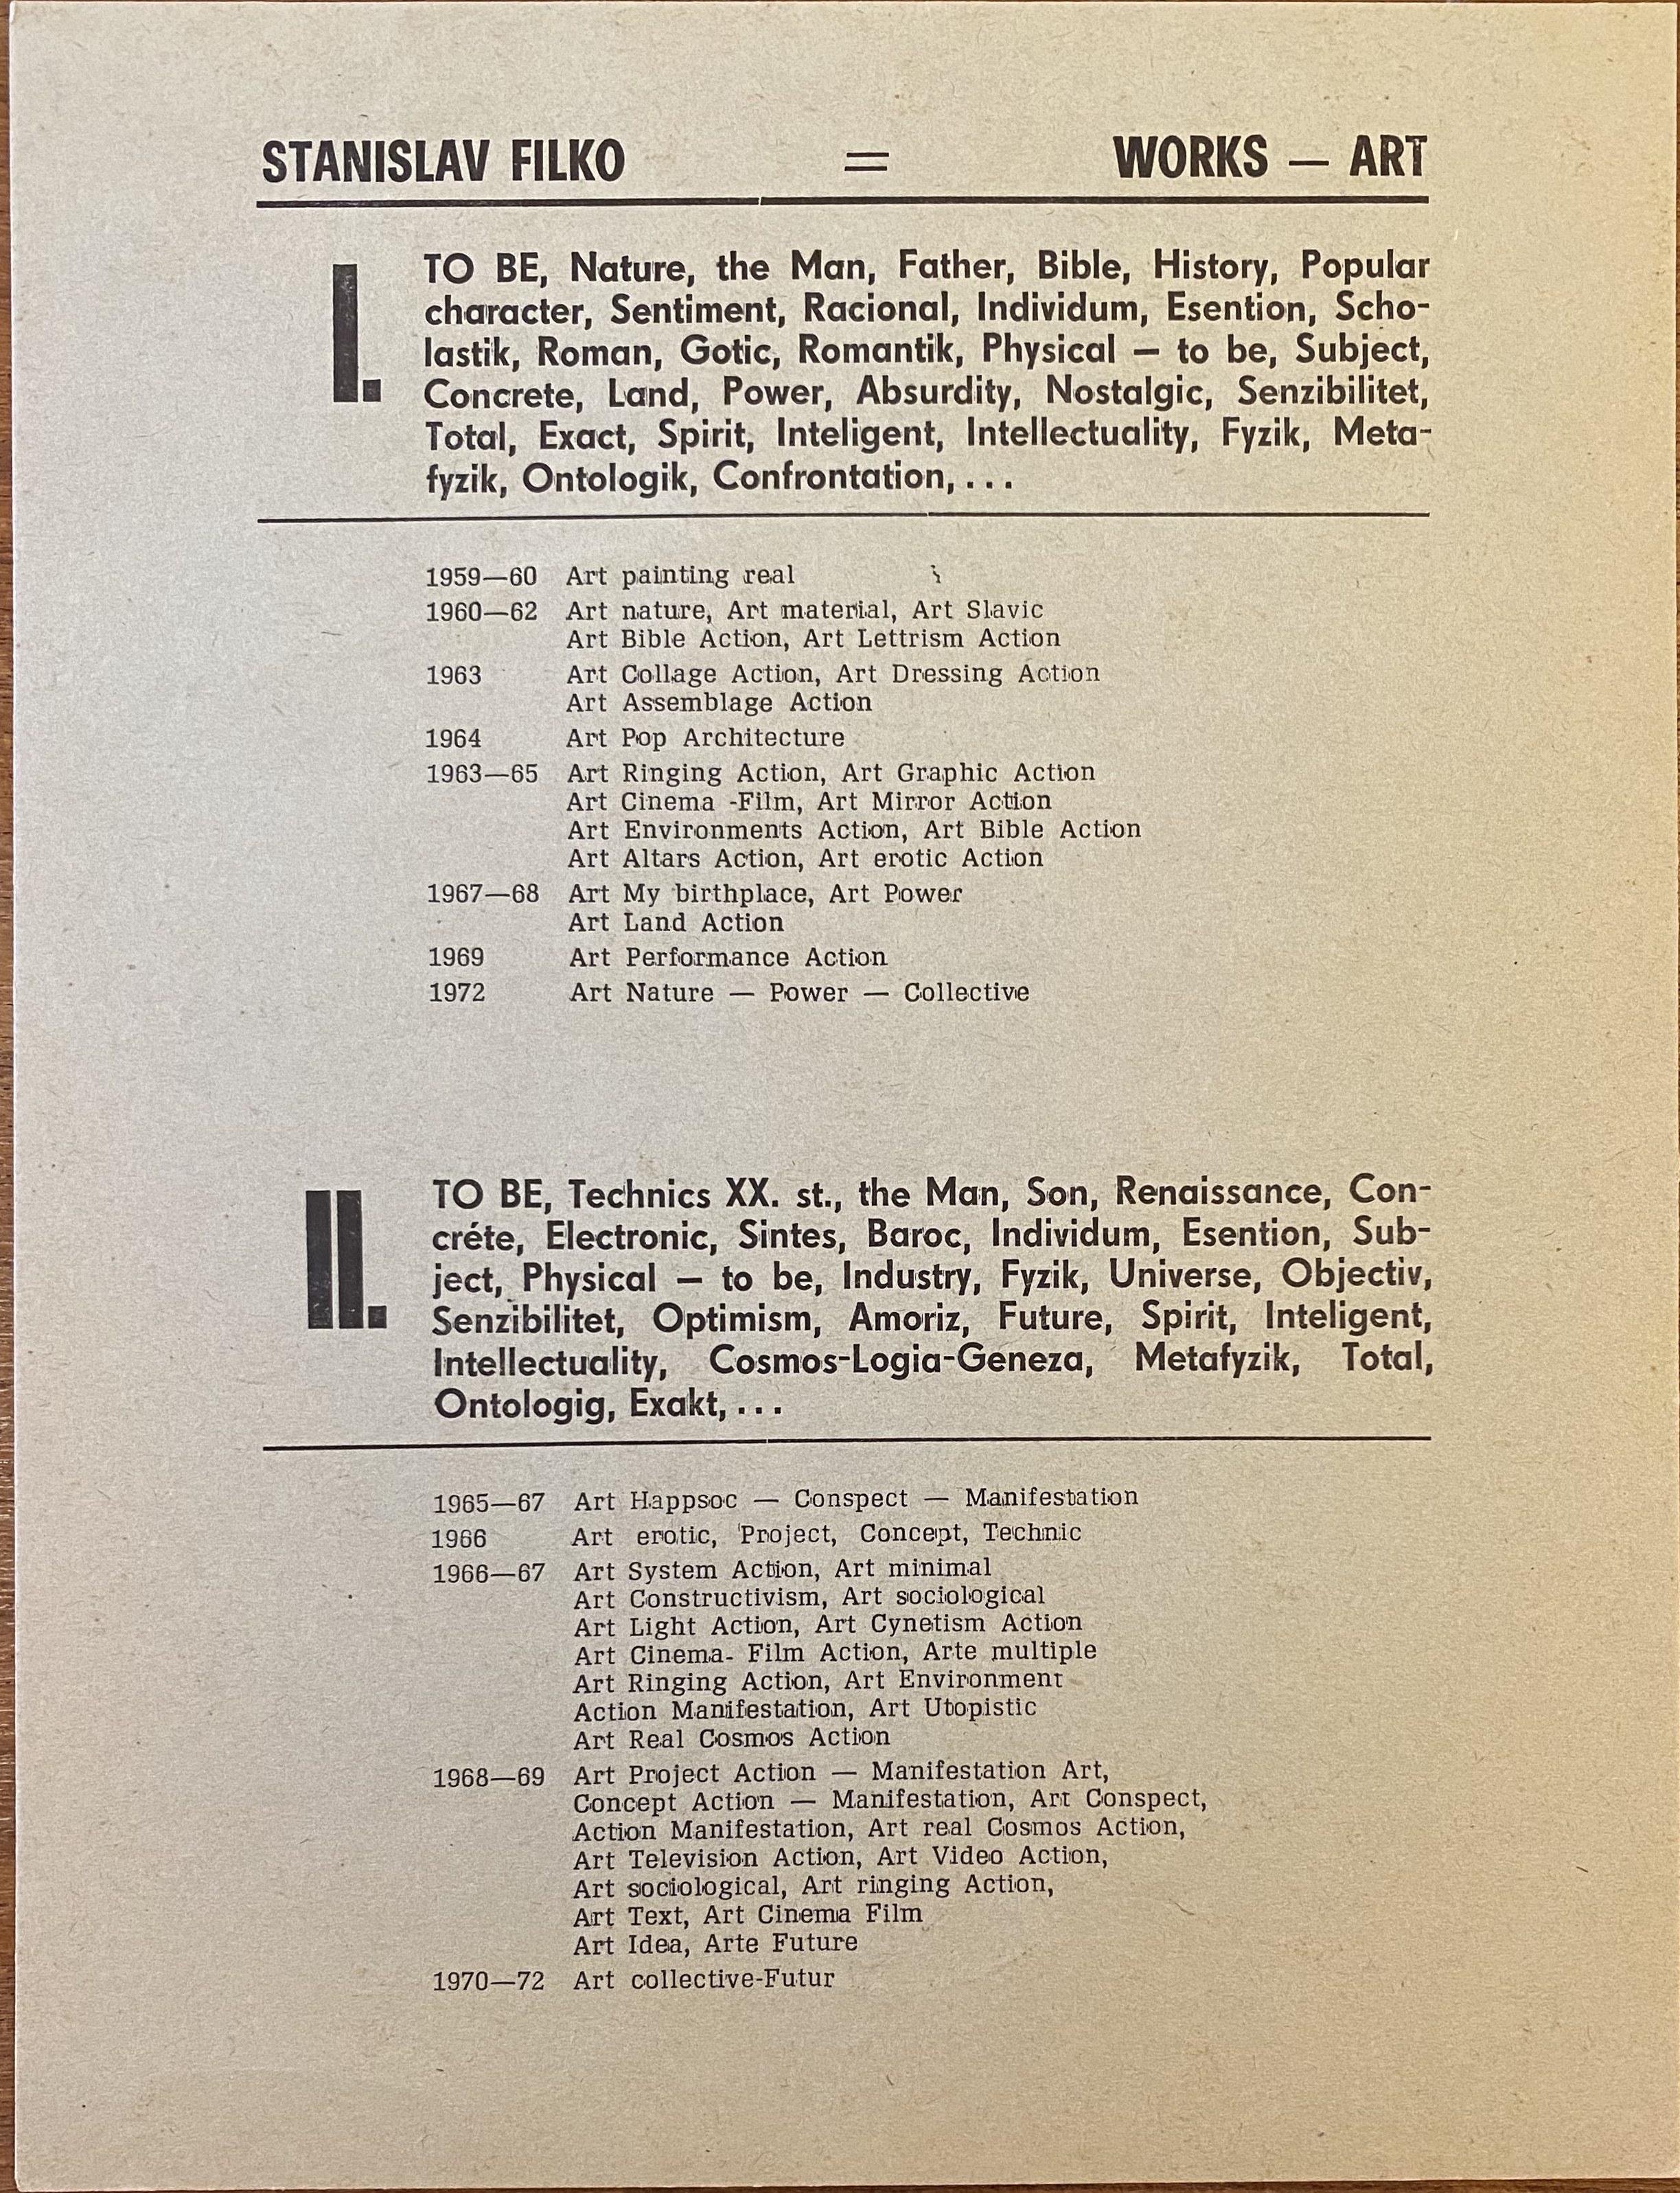 STANISLAV FILKO = WORKS — ART
I. TO BE, Nature, the Man, Father, Bible, History, Popular
character, Sentiment, Racional, Individum, Esention, Scho-
lastik, Roman, Gotic, Romantik, Physical — to be, Subject,
Concrete, Land, Power, Absurdity, Nostalgic, Senzibilitet,
Total, Exact, Spirit, Inteligent, Intellectuality, Fyzik, Meta-
fyzik, Ontologik, Confrontation, . . .
1959—60 Art painting real
1960—62 Art nature, Art material, Art Slavic
Art Bible Action, Art Lettrism Action
1963 Art Collage Action, Art Dressing Action
Art Assemblage Action
1964 Art Pop Architecture
1963—65 Art Ringing Action, Art Graphic Action
Art Cinema -Film, Art Mirror Action
Art Environments Action, Art Bible Action
Art Altars Action, Art erotic Action
1967—68 Art My birthplace, Art Power
Art Land Action
1969 Art Performance Action
1972 Art Nature — Power — Collective
II. TO BE, Technics XX. st., the Man, Son, Renaissance, Con-
créte, Electronic, Sintes, Baroc, Individum, Esention, Sub-
ject, Physical — to be, Industry, Fyzik, Universe, Objectiv,
Senzibilitet, Optimism, Amoriz, Future, Spirit, Inteligent,
Intellectuality, Cosmos-Logia-Geneza, Metafyzik, Total,
Ontologig, Exakt, . . .
1965—67 Art Happsoc — Conspect — Manifestation
1966 Art erotic, Project, Concept, Technic
1966—67 Art System Action, Art minimal
Art Constructivism, Art sociological
Art Light Action, Art Cynetism Action
Art Cinema- Film Action, Arte multiple
Art Ringing Action, Art Environment
Action Manifestation, Art Utopistic
Art Real Cosmos Action
1968—69 Art Project Action — Manifestation Art,
Concept Action — Manifestation, Art Conspect,
Action Manifestation, Art real Cosmos Action,
Art Television Action, Art Video Action,
Art sociological, Art ringing Action,
Art Text, Art Cinema Film
Art Idea, Arte Future
1970—72 Art collective-Futur